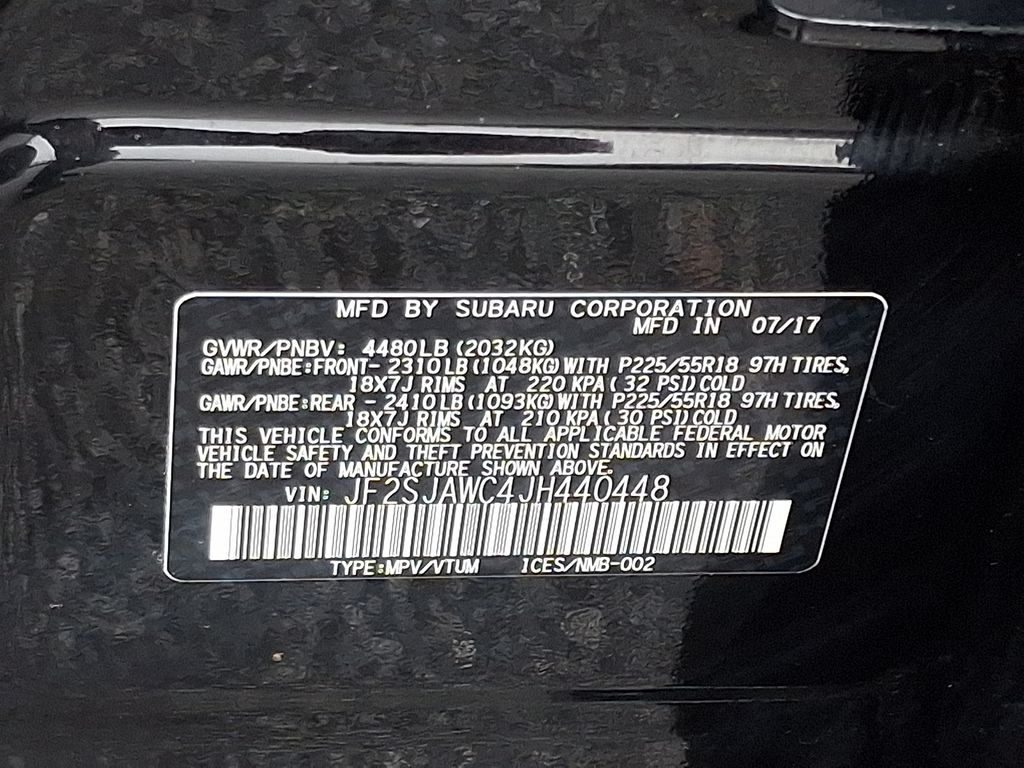 MFD BY SUBARU CORPORATION
MFD IN 07/17
GVWR/PNBV: 4480LB (2032KG)
GAWR/PNBE:FRONT- 2310LB (1048KG) WITH P225/55R18 97H TIRES,
18X7J RIMS AT 220 KPA ( 32 PSI) COLD
GAWR/PNBE:REAR - 2410LB (1093KG) WITH P225/55R18 97H TIRES,
18X7J RIMS AT 210 KPA ( 30 PSI) COLD
THIS VEHICLE CONFORMS TO ALL APPLICABLE FEDERAL MOTOR
VEHICLE SAFETY AND THEFT PREVENTION STANDARDS IN EFFECT ON
THE DATE OF MANUFACTURE SHOWN ABOVE.
VIN: JF2SJAWC4JH440448
TYPE:MPV/VTUM ICES/NMB-002